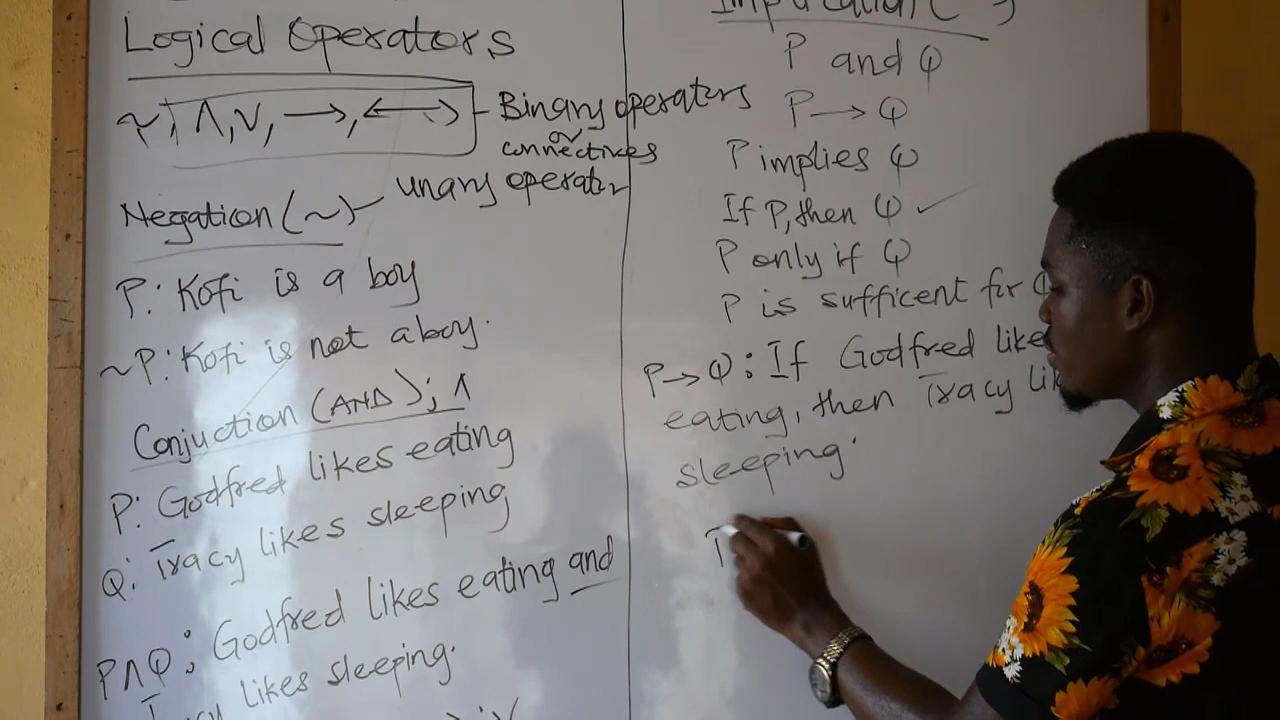 Logical Operators
~, Λ, V, →, ↔ - Binary operators
or
connectives
Negation (~) - unary operator
P: Kofi is a boy
~P: Kofi is not a boy.
Conjuction (AND); Λ
P: Godfred likes eating
Q: Tracy likes sleeping
P Λ Q; Godfred likes eating and
likes sleeping.
Implication (
P and Q
P → Q
P implies Q
If P, then Q ✓
P only if Q
P is sufficent for Q
P → Q: If Godfred like
eating, then Tracy lik
sleeping.